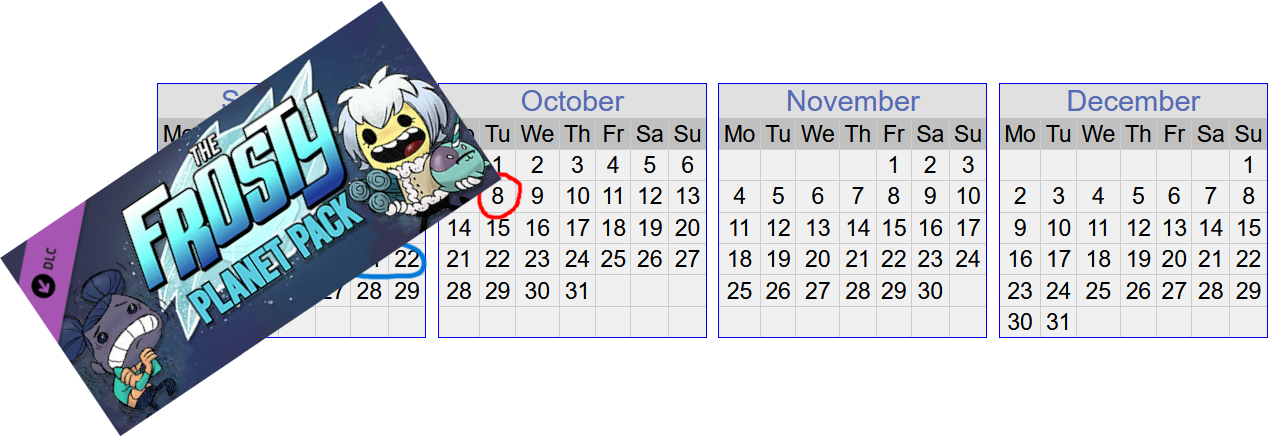 THE
FROSTY
PLANET PACK
DLC
S
Mo
22
28 29
October
Tu We Th Fr Sa Su
1 2 3 4 5 6
8 9 10 11 12 13
14 15 16 17 18 19 20
21 22 23 24 25 26 27
28 29 30 31
November
Mo Tu We Th Fr Sa Su
1 2 3
4 5 6 7 8 9 10
11 12 13 14 15 16 17
18 19 20 21 22 23 24
25 26 27 28 29 30
December
Mo Tu We Th Fr Sa Su
1
2 3 4 5 6 7 8
9 10 11 12 13 14 15
16 17 18 19 20 21 22
23 24 25 26 27 28 29
30 31